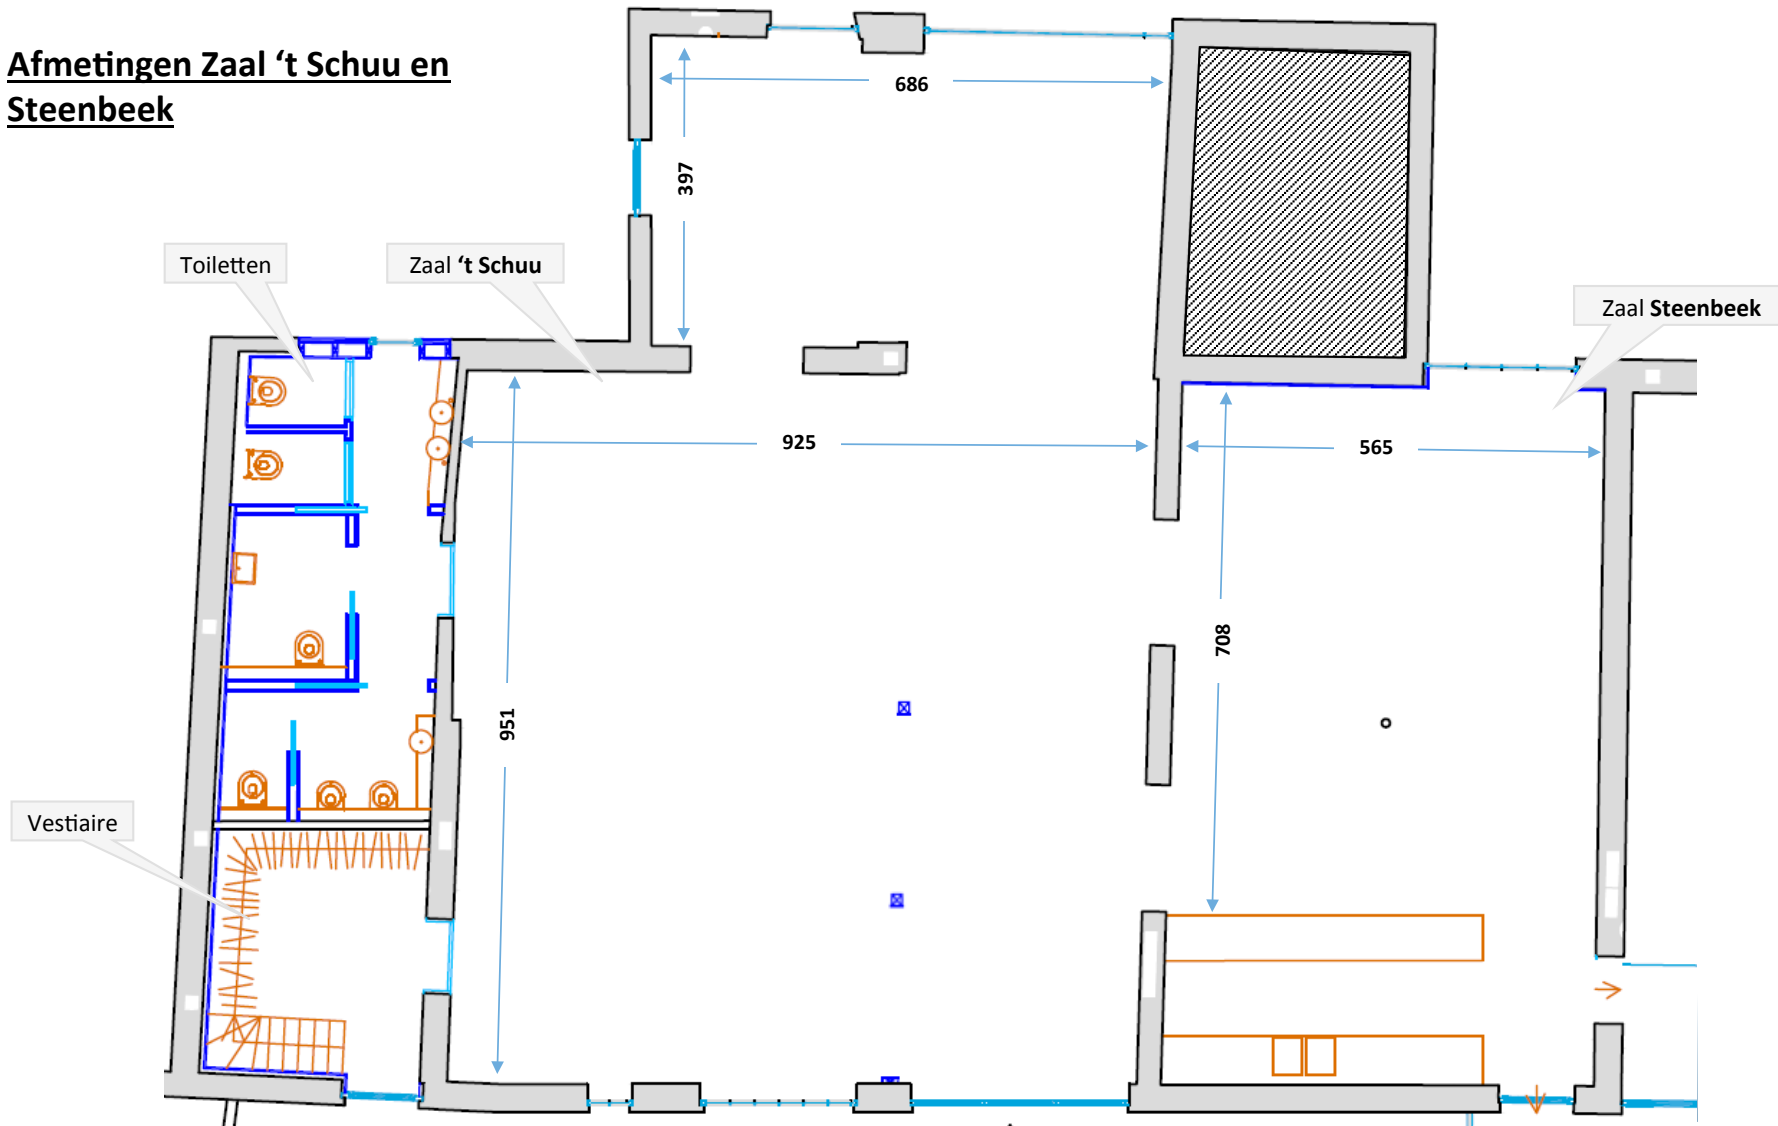 Afmetingen Zaal ‘t Schuu en
Steenbeek
686
397
Toiletten
Zaal ‘t Schuu
Zaal Steenbeek
925
565
708
951
Vestiaire